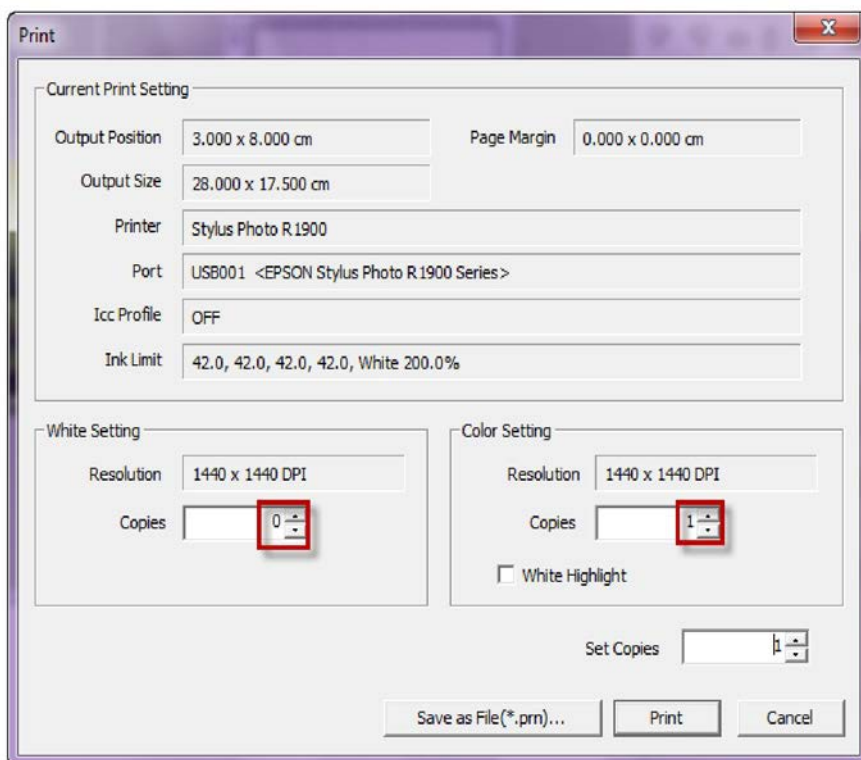 Print
Current Print Setting
Output Position 3.000 x 8.000 cm Page Margin 0.000 x 0.000 cm
Output Size 28.000 x 17.500 cm
Printer Stylus Photo R1900
Port USB001 <EPSON Stylus Photo R1900 Series>
Icc Profile OFF
Ink Limit 42.0, 42.0, 42.0, 42.0, White 200.0%
White Setting Color Setting
Resolution 1440 x 1440 DPI Resolution 1440 x 1440 DPI
Copies 0 Copies 1
White Highlight
Set Copies 1
Save as File(*.prn)... Print Cancel